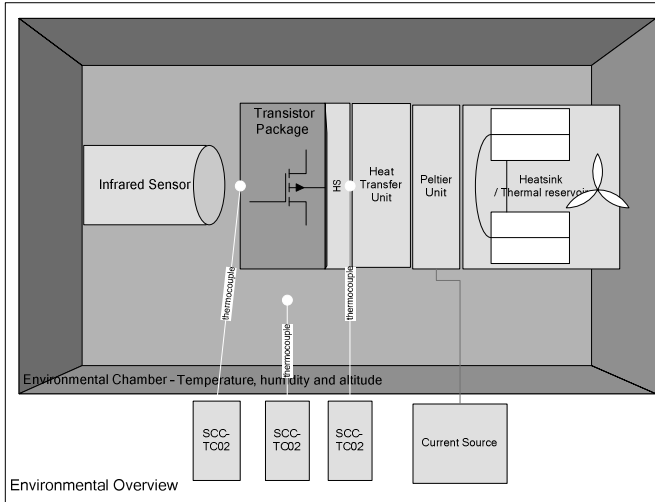 Transistor
Package
Infrared Sensor
HS
Heat
Transfer
Unit
Peltier
Unit
Heatsink
/ Thermal reservoir
thermocouple
thermocouple
thermocouple
Environmental Chamber – Temperature, humidity and altitude
SCC-
TC02
SCC-
TC02
SCC-
TC02
Current Source
Environmental Overview